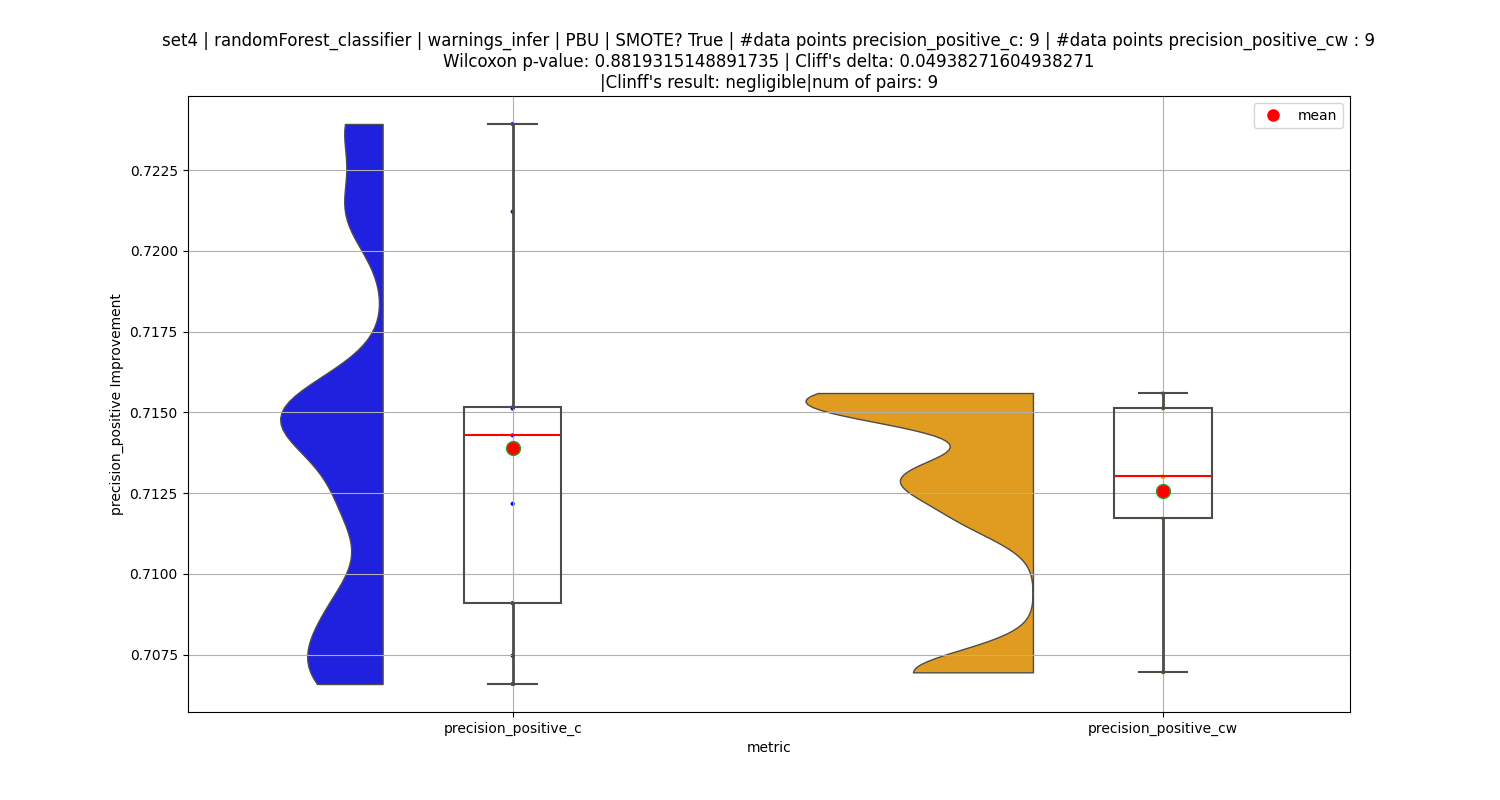 set4 | randomForest_classifier | warnings_infer | PBU | SMOTE? True | #data points precision_positive_c: 9 | #data points precision_positive_cw : 9
Wilcoxon p-value: 0.8819315148891735 | Cliff's delta: 0.04938271604938271
|Clinff's result: negligible|num of pairs: 9
mean
precision_positive Improvement
0.7225
0.7200
0.7175
0.7150
0.7125
0.7100
0.7075
precision_positive_c
precision_positive_cw
metric